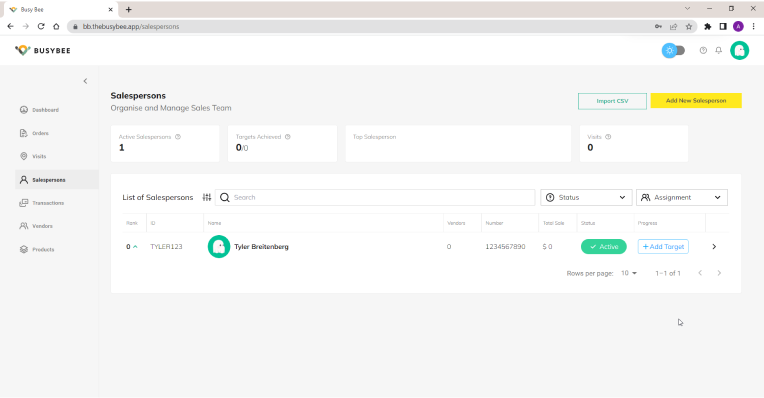 Busy Bee
bb.thebusybee.app/salespersons
A
BUSYBEE
Salespersons
Organise and Manage Sales Team
Import CSV
Add New Salesperson
Dashboard
Orders
Visits
Salespersons
Transactions
Vendors
Products
Active Salespersons
1
Targets Achieved
0/0
Top Salesperson
Visits
0
List of Salespersons
Search
Status
Assignment
Rank ID Name Vendors Number Total Sale Status Progress
0 TYLER123 Tyler Breitenberg 0 1234567890 $ 0 Active +Add Target
Rows per page: 10 1–1 of 1